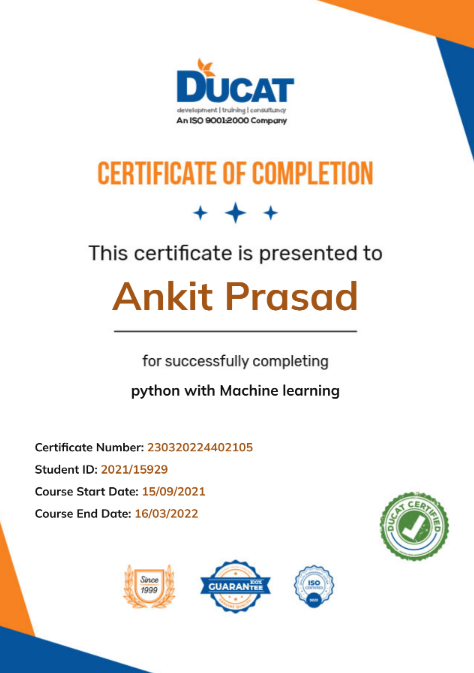 DUCAT
development | training | consultancy
An ISO 9001:2000 Company
CERTIFICATE OF COMPLETION
This certificate is presented to
Ankit Prasad
for successfully completing
python with Machine learning
Certificate Number: 230320224402105
Student ID: 2021/15929
Course Start Date: 15/09/2021
Course End Date: 16/03/2022
DUCAT CERTIFIED
Since
1999
100%
GUARANTEE
ISO